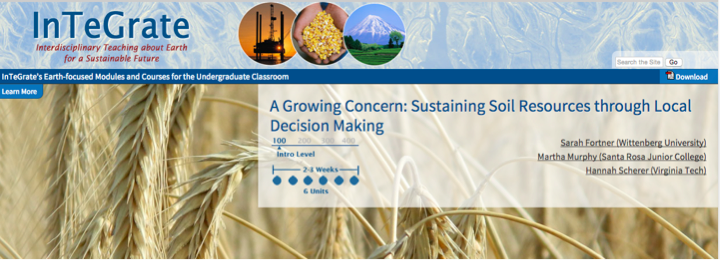 InTeGrate
Interdisciplinary Teaching about Earth
for a Sustainable Future
Search the Site Go
InTeGrate's Earth-focused Modules and Courses for the Undergraduate Classroom
Download
Learn More
A Growing Concern: Sustaining Soil Resources through Local
Decision Making
100 200 300 400
Intro Level
2-3 Weeks
6 Units
Sarah Fortner (Wittenberg University)
Martha Murphy (Santa Rosa Junior College)
Hannah Scherer (Virginia Tech)